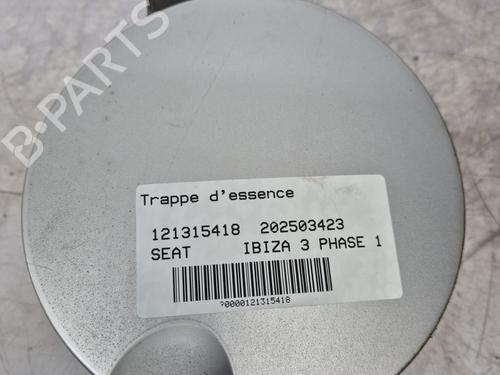 B-PARTS
Trappe d'essence
121315418 202503423
SEAT IBIZA 3 PHASE 1
?0000121315418